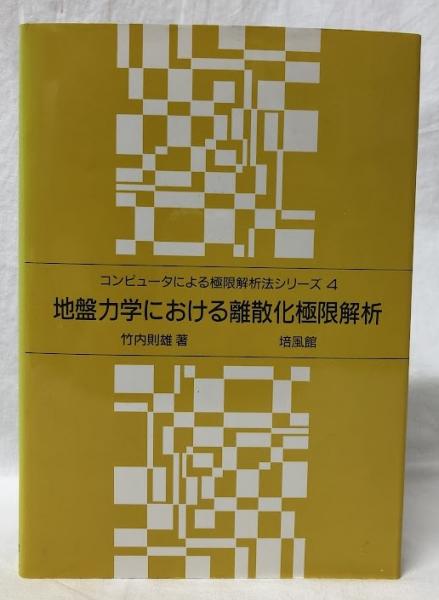 コンピュータによる極限解析法シリーズ 4
地盤力学における離散化極限解析
竹内則雄 著 培風館